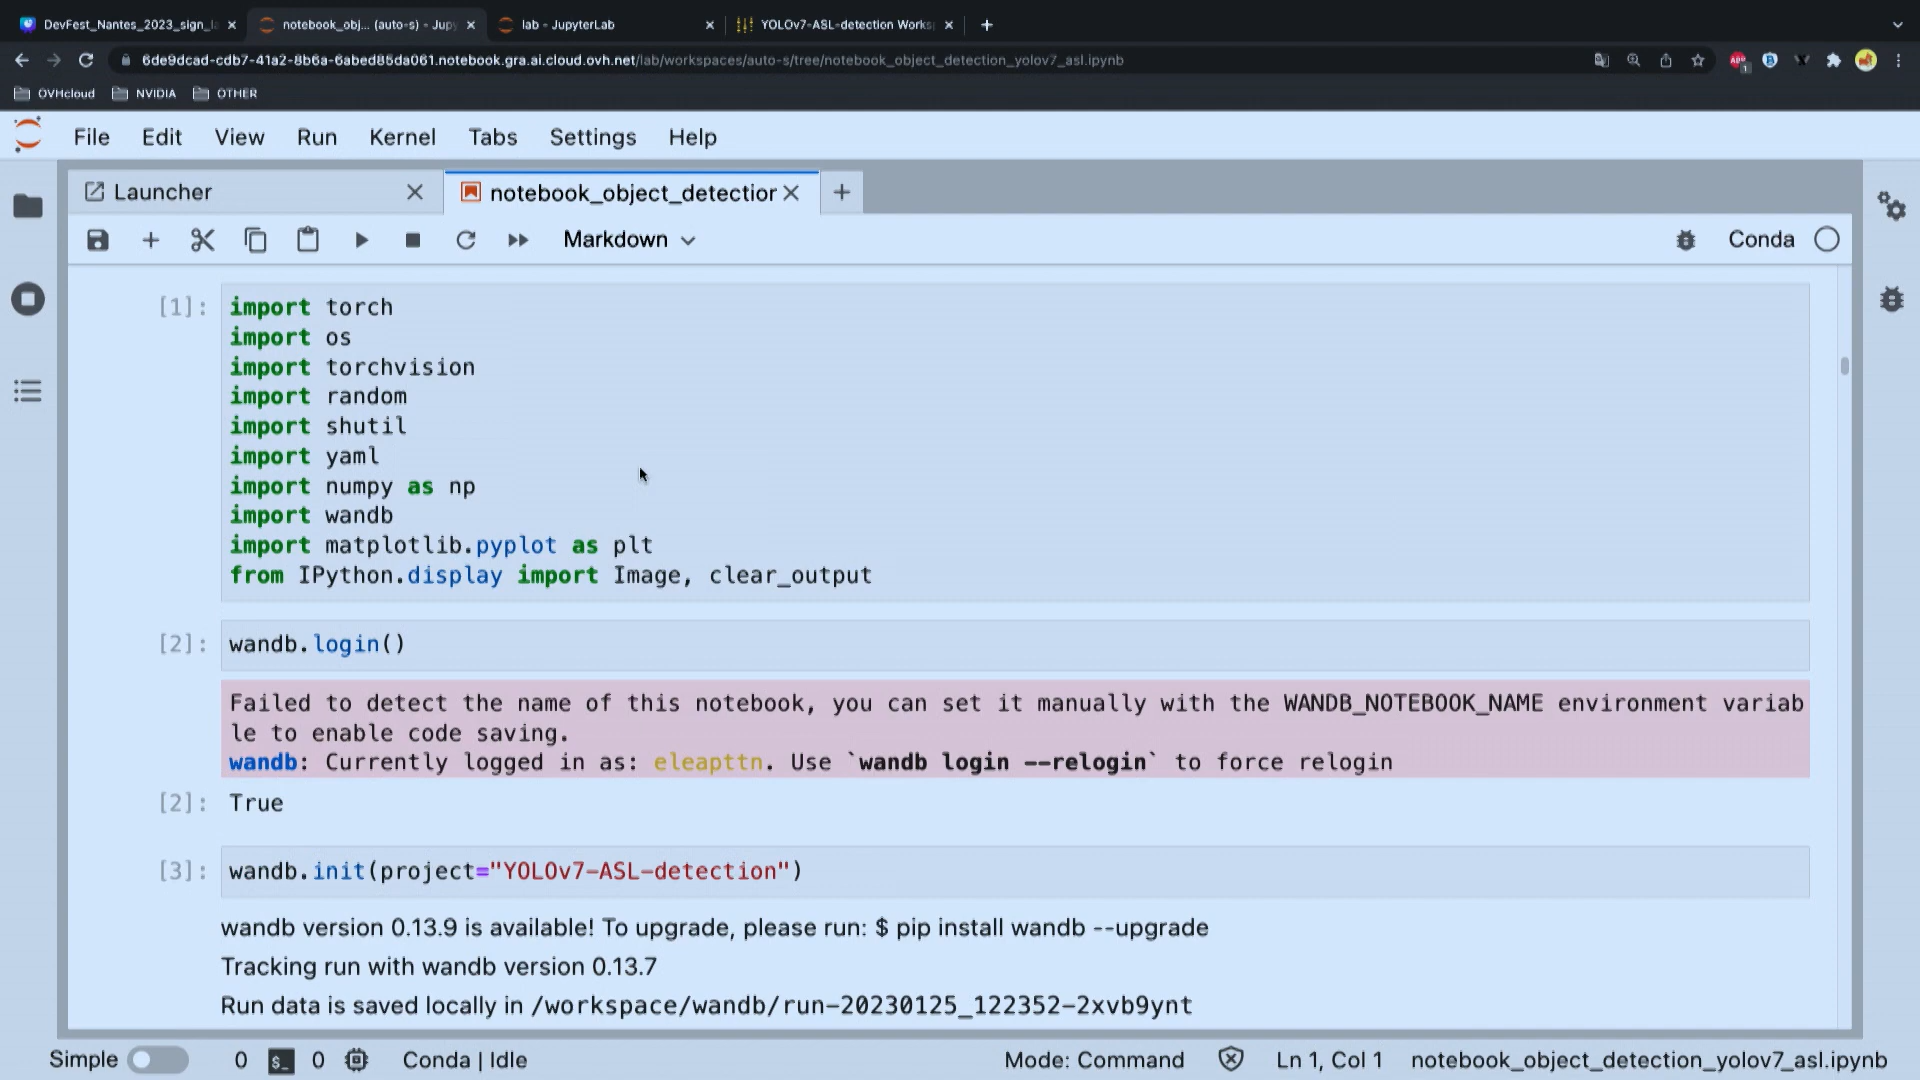 DevFest_Nantes_2023_sign_la
notebook_obj... (auto-s) - Jupy
lab - JupyterLab
YOLOv7-ASL-detection Works
6de9dcad-cdb7-41a2-8b6a-6abed85da061.notebook.gra.ai.cloud.ovh.net/lab/workspaces/auto-s/tree/notebook_object_detection_yolov7_asl.ipynb
OVHcloud NVIDIA OTHER
File Edit View Run Kernel Tabs Settings Help
Launcher
notebook_object_detection
Markdown
Conda
[1]: import torch
import os
import torchvision
import random
import shutil
import yaml
import numpy as np
import wandb
import matplotlib.pyplot as plt
from IPython.display import Image, clear_output
[2]: wandb.login()
Failed to detect the name of this notebook, you can set it manually with the WANDB_NOTEBOOK_NAME environment variab
le to enable code saving.
wandb: Currently logged in as: eleapttn. Use `wandb login --relogin` to force relogin
[2]: True
[3]: wandb.init(project="YOLOv7-ASL-detection")
wandb version 0.13.9 is available! To upgrade, please run: $ pip install wandb --upgrade
Tracking run with wandb version 0.13.7
Run data is saved locally in /workspace/wandb/run-20230125_122352-2xvb9ynt
Simple 0 $_ 0 Conda | Idle Mode: Command Ln 1, Col 1 notebook_object_detection_yolov7_asl.ipynb